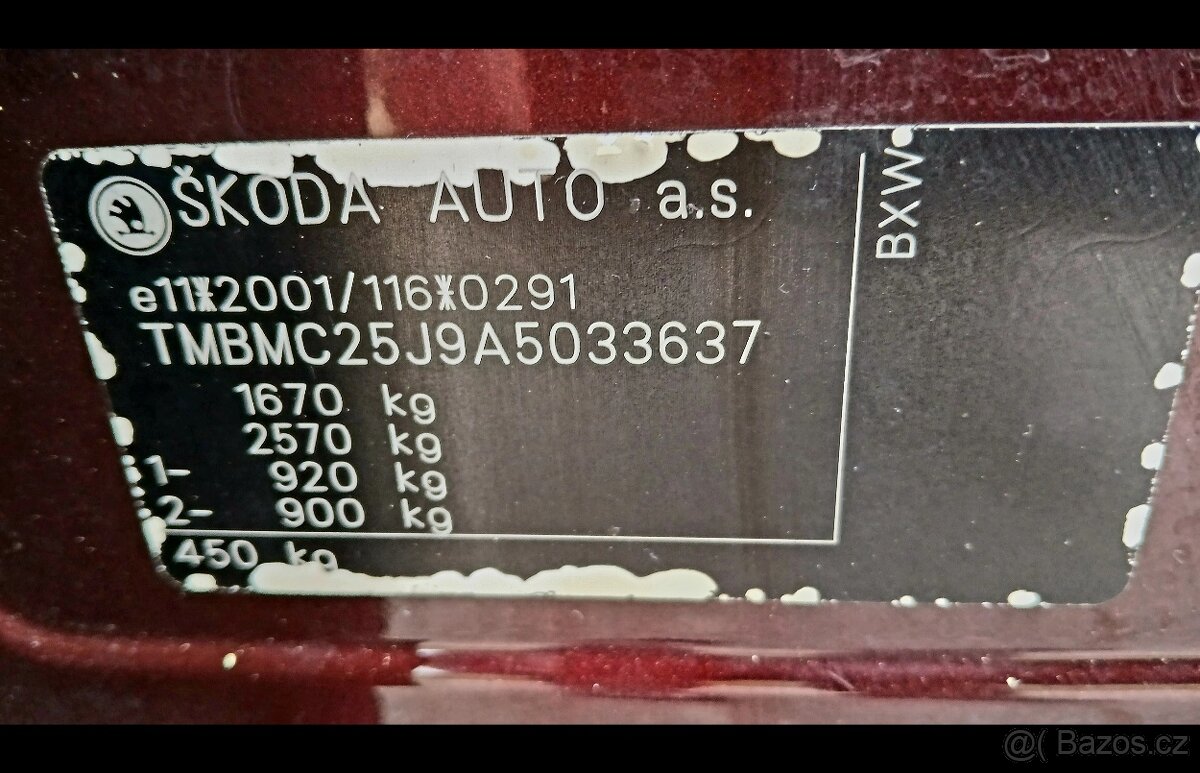 ŠKODA AUTO a.s.
e11*2001/116*0291
TMBMC25J9A5033637
1670 kg
2570 kg
1- 920 kg
2- 900 kg
450 kg
BXW
@( Bazos.cz